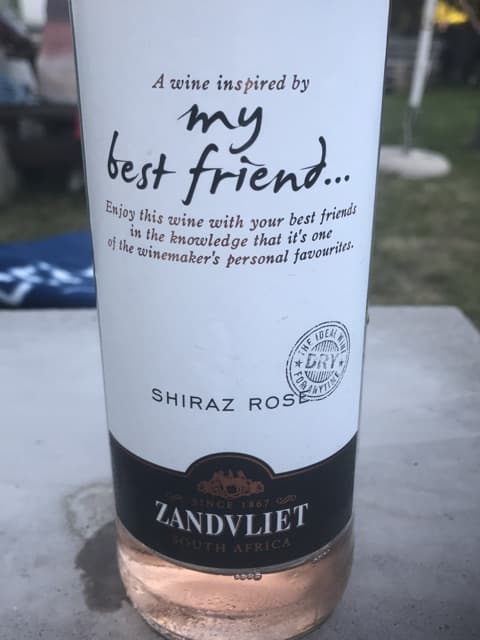 A wine inspired by
my
best friend...
Enjoy this wine with your best friends
in the knowledge that it's one
of the winemaker's personal favourites.
THE IDEAL WINE
DRY
FOR ANYTIME
SHIRAZ ROSÉ
SINCE 1867
ZANDVLIET
SOUTH AFRICA